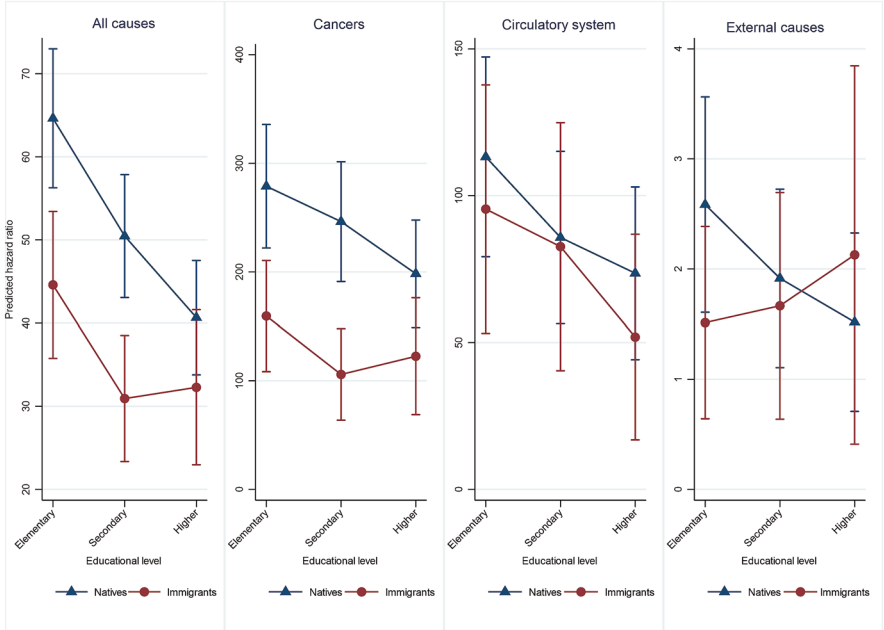 All causes
Cancers
Circulatory system
External causes
Predicted hazard ratio
70
60
50
40
30
20
400
300
200
100
0
150
100
50
0
4
3
2
1
0
Elementary
Secondary
Higher
Elementary
Secondary
Higher
Elementary
Secondary
Higher
Elementary
Secondary
Higher
Educational level
Educational level
Educational level
Educational level
Natives Immigrants
Natives Immigrants
Natives Immigrants
Natives Immigrants